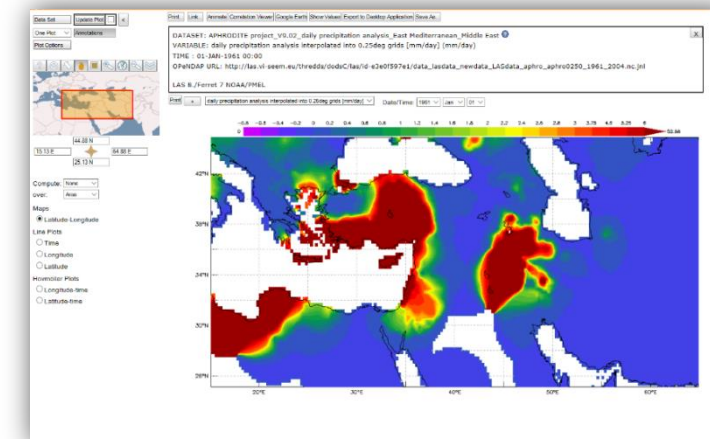 Data Set Update Plot <
One Plot Annotations
Plot Options
44.88 N
15.13 E 64.88 E
25.13 N
Compute: None
over: Area
Maps
Latitude-Longitude
Line Plots
Time
Longitude
Latitude
Hovmoller Plots
Longitude-time
Latitude-time
Print Link Animate Correlation Viewer Google Earth Show Values Export to Desktop Application Save As
DATASET: APHRODITE project_V9.02_daily precipitation analysis_East Mediterranean_Middle East
VARIABLE: daily precipitation analysis interpolated into 0.25deg grids [mm/day] (mm/day)
TIME : 01-JAN-1961 00:00
LAS 8./Ferret 7 NOAA/PMEL
daily precipitation analysis interpolated into 0.25deg grids [mm/day] Date/Time: 1961 Jan 01
42°N
38°N
34°N
30°N
26°N
20°E 30°E 40°E 50°E 60°E